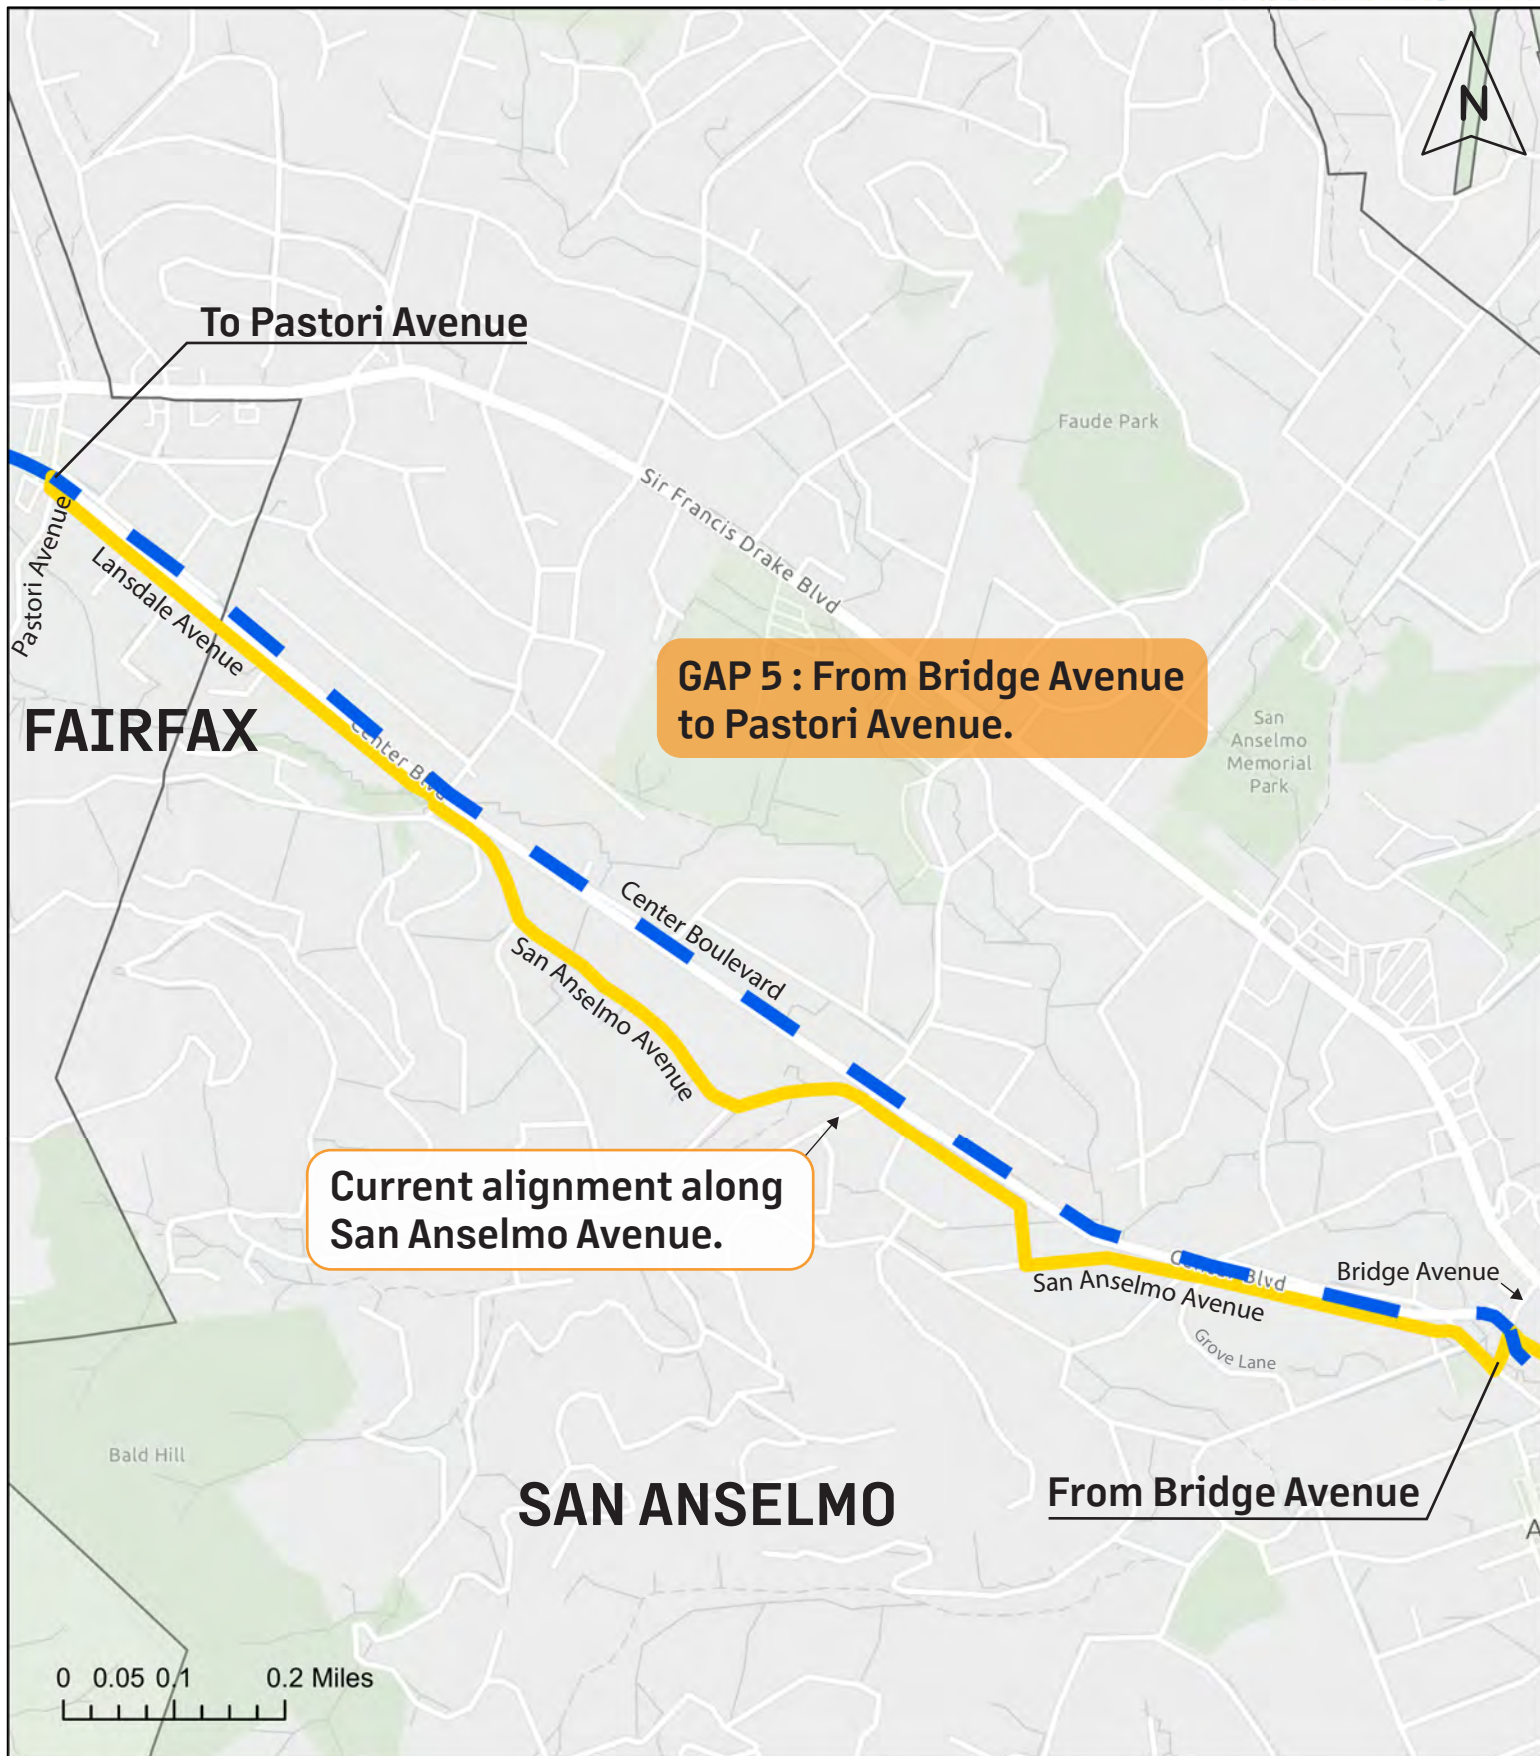 N
To Pastori Avenue
Faude Park
Sir Francis Drake Blvd
Pastori Avenue
Lansdale Avenue
GAP 5 : From Bridge Avenue
to Pastori Avenue.
FAIRFAX
San
Anselmo
Memorial
Park
Center Blvd
Center Boulevard
San Anselmo Avenue
Current alignment along
San Anselmo Avenue.
Center Blvd
Bridge Avenue
San Anselmo Avenue
Grove Lane
Bald Hill
SAN ANSELMO
From Bridge Avenue
A
0 0.05 0.1 0.2 Miles